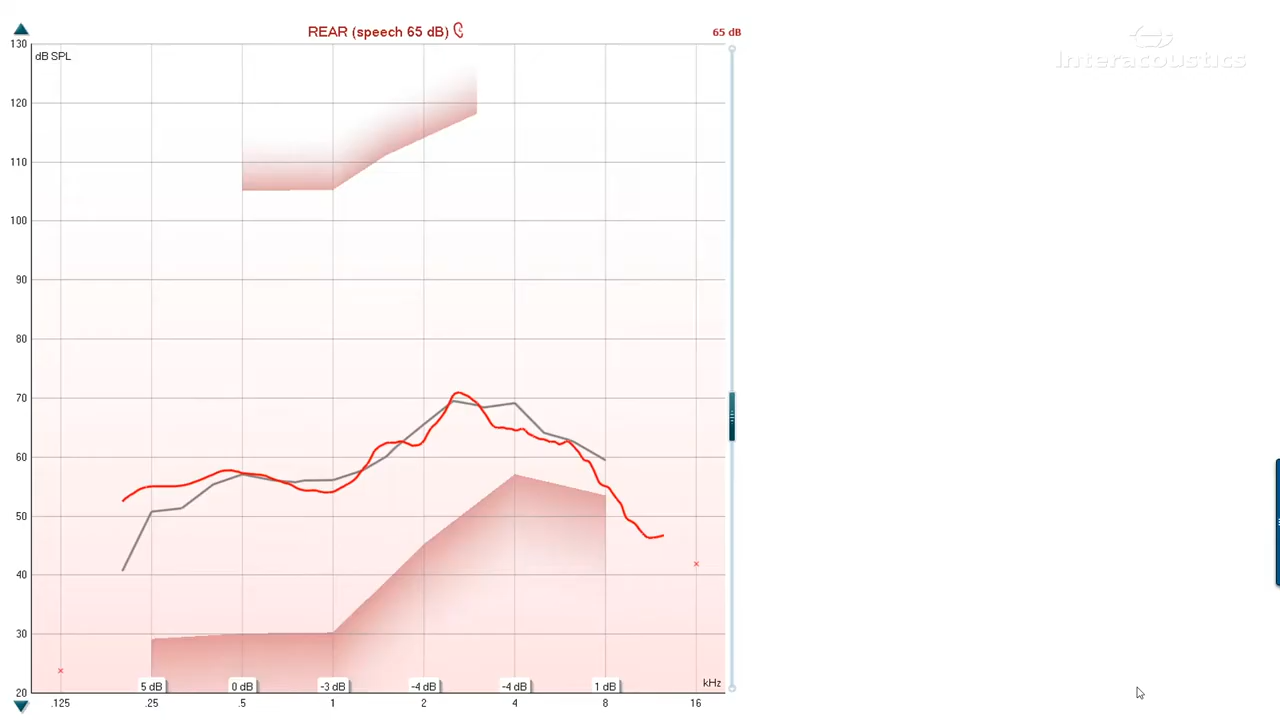 REAR (speech 65 dB)
65 dB
Interacoustics
130
dB SPL
120
110
100
90
80
70
60
50
40
30
20
5 dB 0 dB -3 dB -4 dB -4 dB 1 dB kHz
.125 .25 .5 1 2 4 8 16